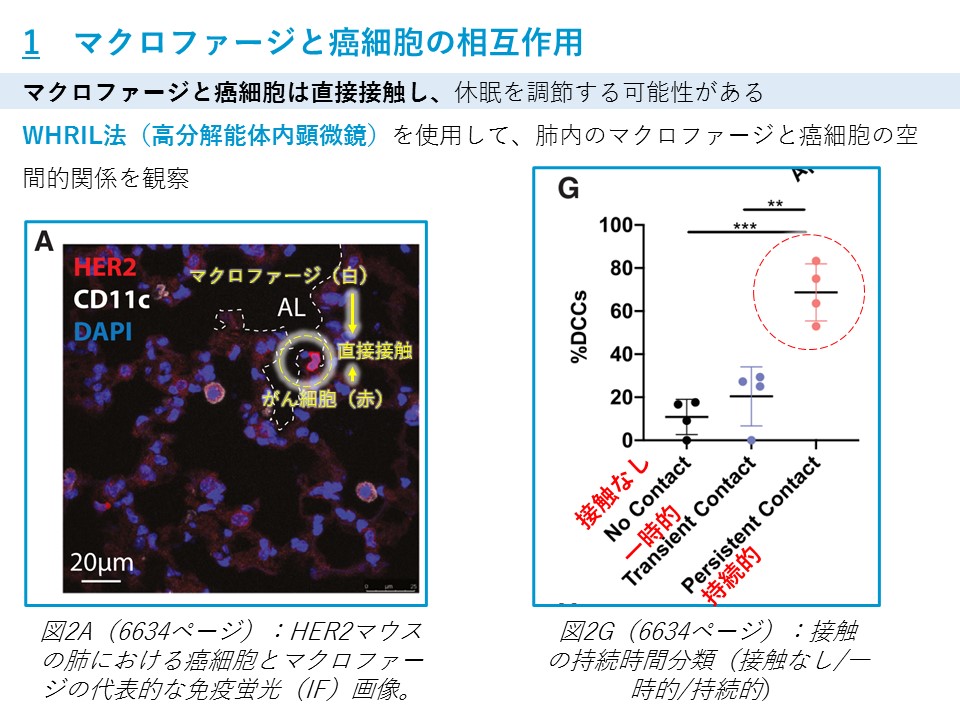 1 マクロファージと癌細胞の相互作用
マクロファージと癌細胞は直接接触し、休眠を調節する可能性がある
WHRIL法（高分解能体内顕微鏡）を使用して、肺内のマクロファージと癌細胞の空
間的関係を観察
A
HER2
CD11c
DAPI
マクロファージ（白）
AL
直接接触
がん細胞（赤）
20μm
図2A（6634ページ）：HER2マウス
の肺における癌細胞とマクロファー
ジの代表的な免疫蛍光（IF）画像。
G
**
***
%DCCs
100
80
60
40
20
0
接触なし
No Contact
一時的
Transient Contact
Persistent Contact
持続的
図2G（6634ページ）：接触
の持続時間分類（接触なし/一
時的/持続的）